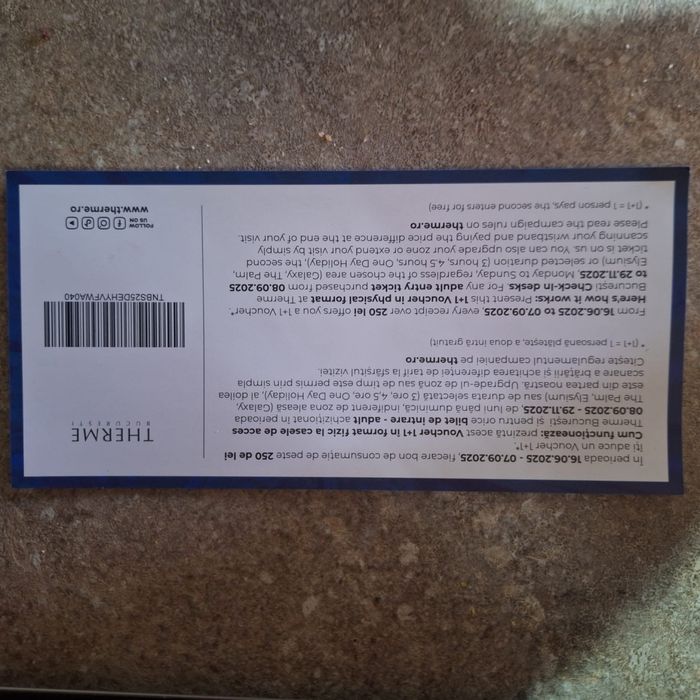 În perioada 16.06.2025 - 07.09.2025, fiecare bon de consumație de peste 250 de lei
îți aduce un Voucher 1+1*.
Cum funcționează: prezintă acest Voucher 1+1 în format fizic la casele de acces
Therme București și pentru orice bilet de intrare - adult achiziționat în perioada
08.09.2025 - 29.11.2025, de luni până duminică, indiferent de zona aleasă (Galaxy,
The Palm, Elysium) sau de durata selectată (3 ore, 4.5 ore, One Day Holiday), al doilea
este din partea noastră. Upgrade-ul de zonă sau de timp este permis prin simpla
scanare a brățării și achitarea diferenței de tarif la sfârșitul vizitei.
Citește regulamentul campaniei pe therme.ro
* (1+1 = 1 persoană plătește, a doua intră gratuit)
From 16.06.2025 to 07.09.2025, every receipt over 250 lei offers you a 1+1 Voucher*.
Here's how it works: Present this 1+1 Voucher in physical format at Therme
București Check-In desks. For any adult entry ticket purchased from 08.09.2025
to 29.11.2025, Monday to Sunday, regardless of the chosen area (Galaxy, The Palm,
Elysium) or selected duration (3 hours, 4.5 hours, One Day Holiday), the second
ticket is on us. You can also upgrade your zone or extend your visit by simply
scanning your wristband and paying the price difference at the end of your visit.
Please read the campaign rules on therme.ro
* (1+1 = 1 person pays, the second enters for free)
THERME
BUCUREȘTI
TNBS25DEHYVFWA040
FOLLOW
US ON
www.therme.ro